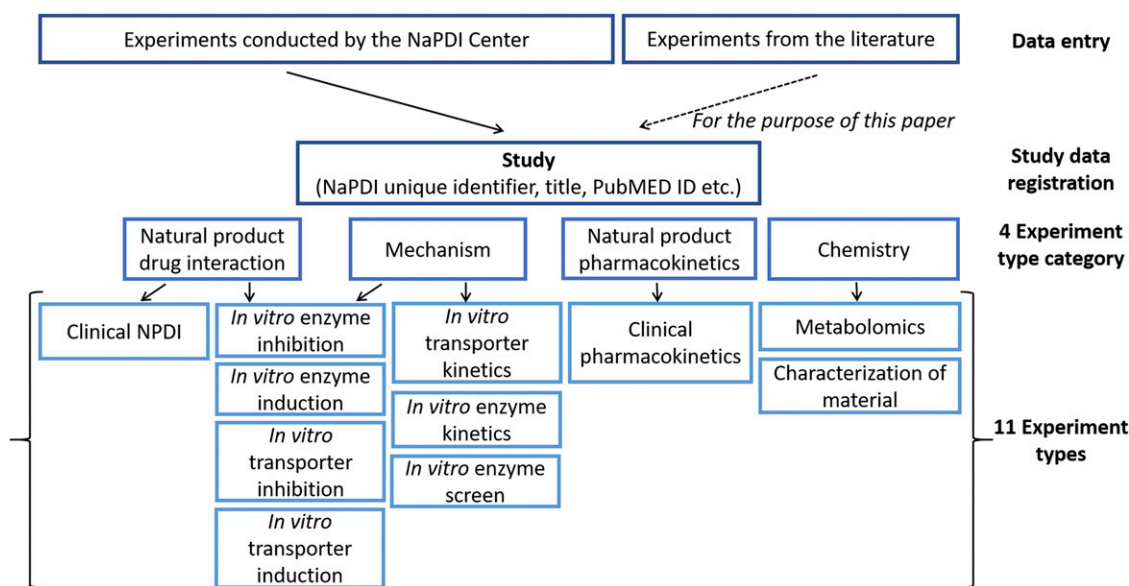 Experiments conducted by the NaPDI Center
Experiments from the literature
Data entry
For the purpose of this paper
Study
(NaPDI unique identifier, title, PubMED ID etc.)
Study data
registration
Natural product
drug interaction
Mechanism
Natural product
pharmacokinetics
Chemistry
4 Experiment
type category
Clinical NPDI
In vitro enzyme
inhibition
In vitro enzyme
induction
In vitro
transporter
inhibition
In vitro
transporter
induction
In vitro
transporter
kinetics
In vitro enzyme
kinetics
In vitro enzyme
screen
Clinical
pharmacokinetics
Metabolomics
Characterization of
material
11 Experiment
types